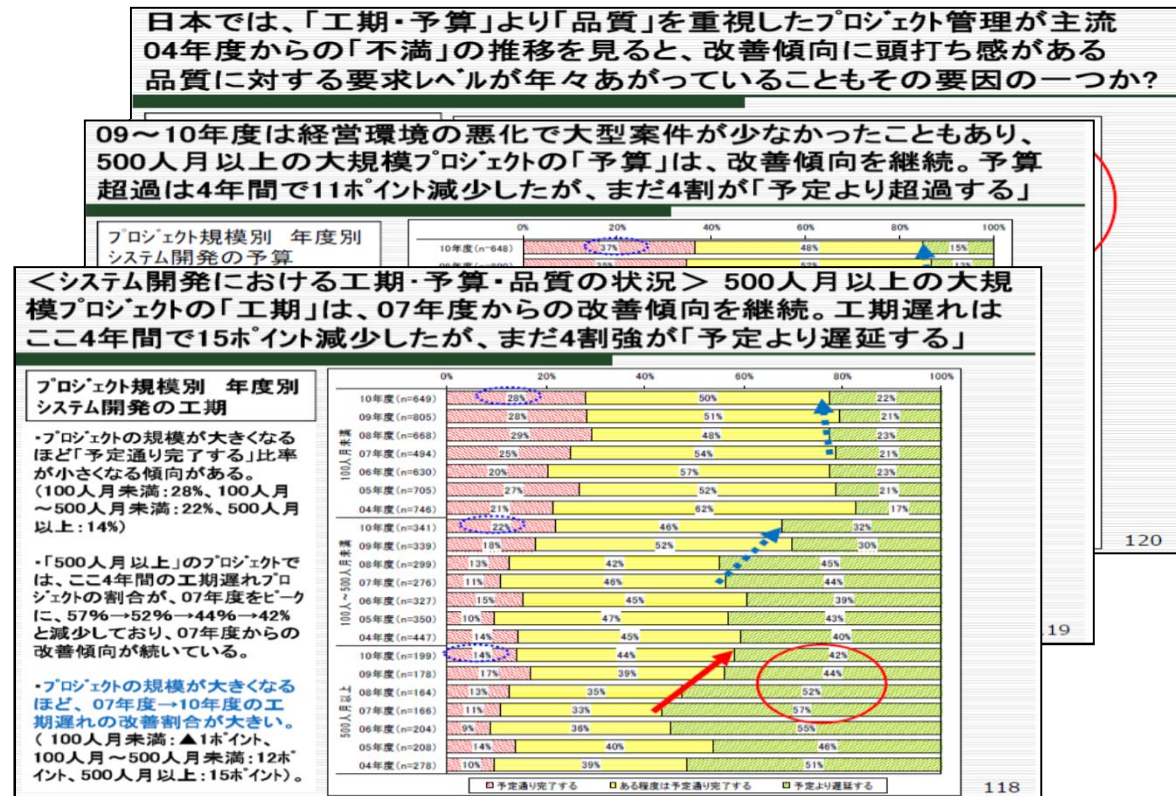 日本では、「工期・予算」より「品質」を重視したプロジェクト管理が主流
04年度からの「不満」の推移を見ると、改善傾向に頭打ち感がある
品質に対する要求レベルが年々あがっていることもその要因の一つか?
120
09～10年度は経営環境の悪化で大型案件が少なかったこともあり、
500人月以上の大規模プロジェクトの「予算」は、改善傾向を継続。予算
超過は4年間で11ポイント減少したが、まだ4割が「予定より超過する」
プロジェクト規模別 年度別
システム開発の予算
0% 20% 40% 60% 80% 100%
10年度(n=648) 37% 48% 15%
119
＜システム開発における工期・予算・品質の状況＞ 500人月以上の大規
模プロジェクトの「工期」は、07年度からの改善傾向を継続。工期遅れは
ここ4年間で15ポイント減少したが、まだ4割強が「予定より遅延する」
プロジェクト規模別 年度別
システム開発の工期
・プロジェクトの規模が大きくなる
ほど「予定通り完了する」比率
が小さくなる傾向がある。
(100人月未満:28%、100人月
～500人月未満:22%、500人月
以上:14%)
・「500人月以上」のプロジェクトで
は、ここ4年間の工期遅れプロ
ジェクトの割合が、07年度をピーク
に、57%→52%→44%→42%
と減少しており、07年度からの
改善傾向が続いている。
・プロジェクトの規模が大きくなる
ほど、07年度→10年度の工
期遅れの改善割合が大きい。
( 100人月未満:▲1ポイント、
100人月～500人月未満:12ポ
イント、500人月以上:15ポイント)。
0% 20% 40% 60% 80% 100%
100人月未満
10年度(n=649) 28% 50% 22%
09年度(n=805) 28% 51% 21%
08年度(n=668) 29% 48% 23%
07年度(n=494) 25% 54% 21%
06年度(n=630) 20% 57% 23%
05年度(n=705) 27% 52% 21%
04年度(n=746) 21% 62% 17%
100人～500人月未満
10年度(n=341) 22% 46% 32%
09年度(n=339) 18% 52% 30%
08年度(n=299) 13% 42% 45%
07年度(n=276) 11% 46% 44%
06年度(n=327) 15% 45% 39%
05年度(n=350) 10% 47% 43%
04年度(n=447) 14% 45% 40%
500人月以上
10年度(n=199) 14% 44% 42%
09年度(n=178) 17% 39% 44%
08年度(n=164) 13% 35% 52%
07年度(n=166) 11% 33% 57%
06年度(n=204) 9% 36% 55%
05年度(n=208) 14% 40% 46%
04年度(n=278) 10% 39% 51%
予定通り完了する ある程度は予定通り完了する 予定より遅延する
118